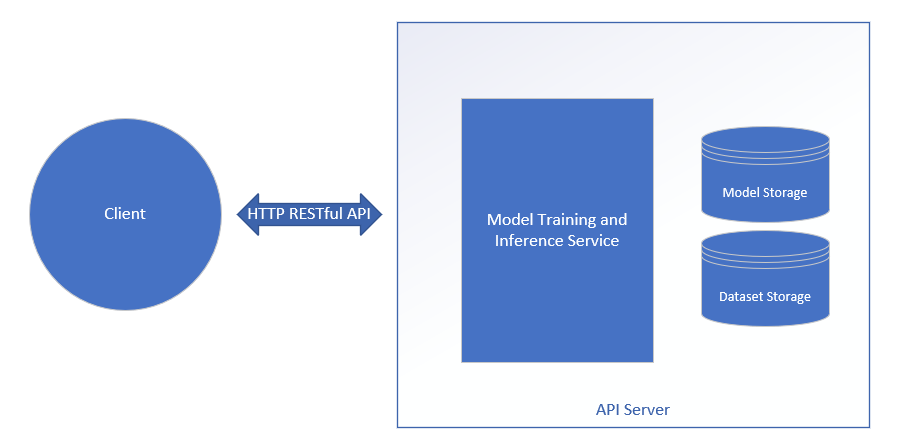 Client
HTTP RESTful API
Model Training and
Inference Service
Model Storage
Dataset Storage
API Server